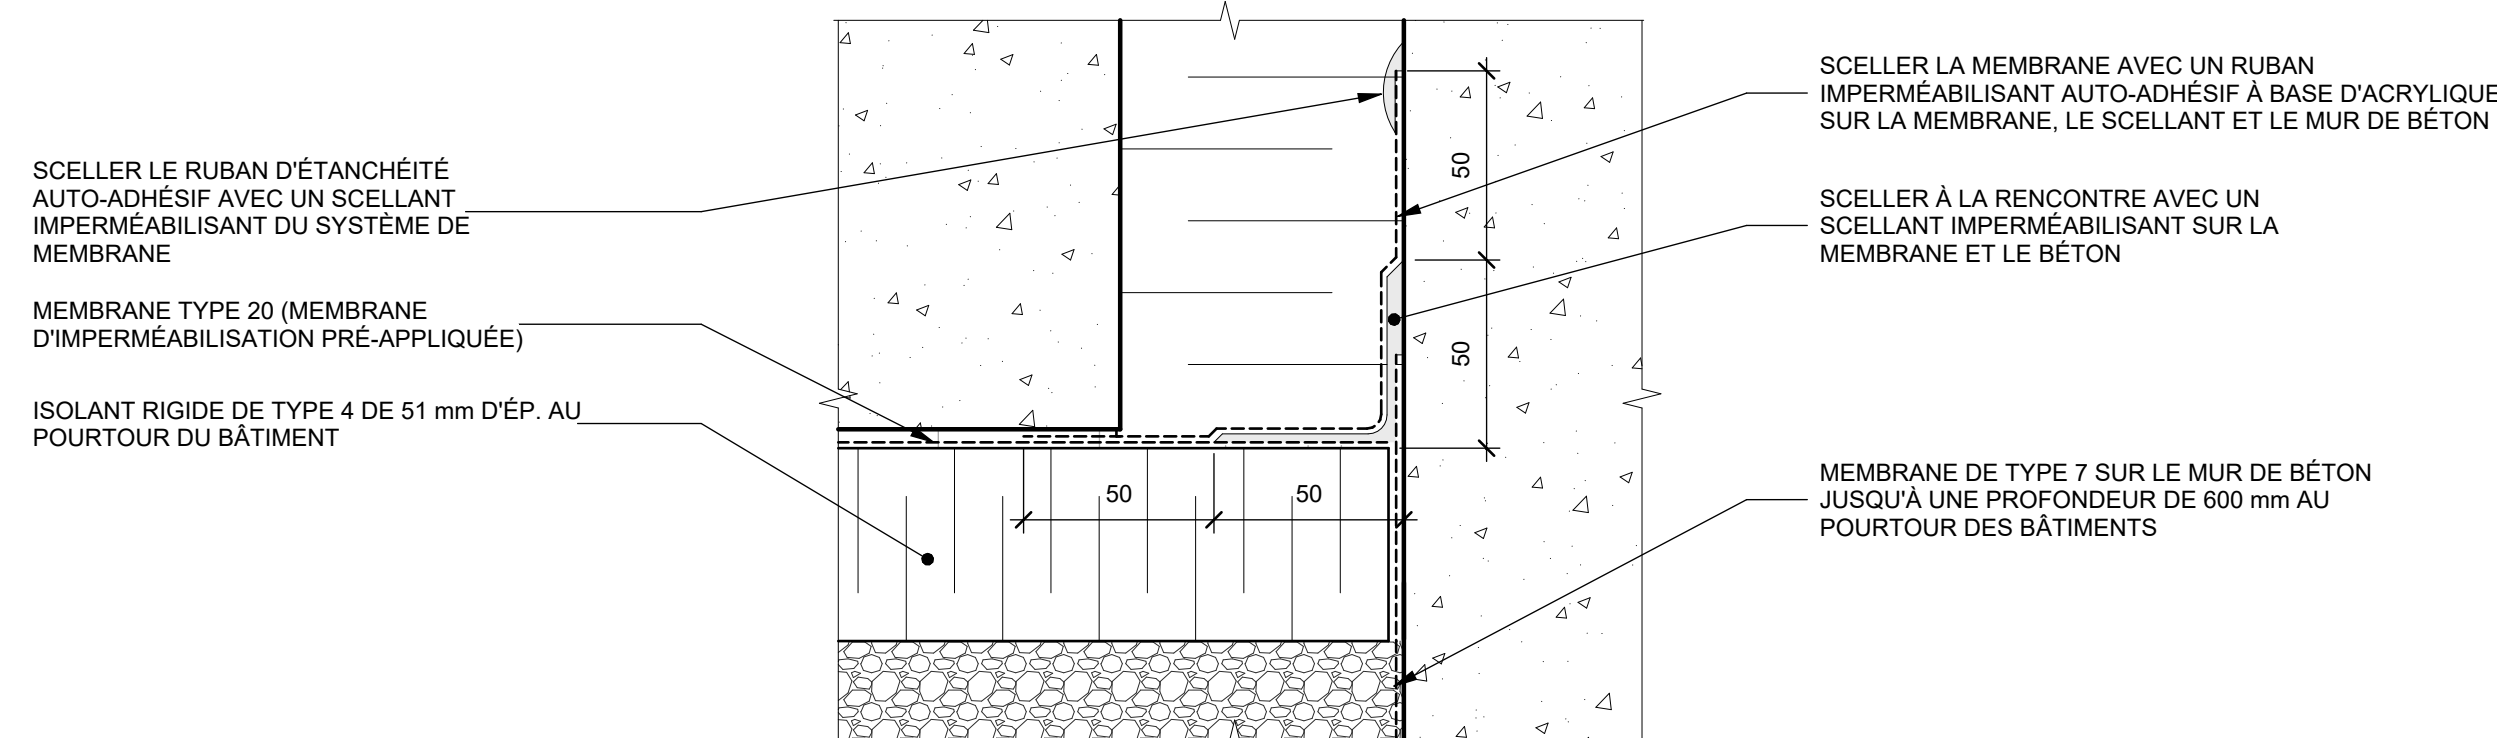 SCELLER LE RUBAN D'ÉTANCHÉITÉ
AUTO-ADHÉSIF AVEC UN SCELLANT
IMPERMÉABILISANT DU SYSTÈME DE
MEMBRANE
MEMBRANE TYPE 20 (MEMBRANE
D'IMPERMÉABILISATION PRÉ-APPLIQUÉE)
ISOLANT RIGIDE DE TYPE 4 DE 51 mm D'ÉP. AU
POURTOUR DU BÂTIMENT
50
50
50
50
SCELLER LA MEMBRANE AVEC UN RUBAN
IMPERMÉABILISANT AUTO-ADHÉSIF À BASE D'ACRYLIQUE
SUR LA MEMBRANE, LE SCELLANT ET LE MUR DE BÉTON
SCELLER À LA RENCONTRE AVEC UN
SCELLANT IMPERMÉABILISANT SUR LA
MEMBRANE ET LE BÉTON
MEMBRANE DE TYPE 7 SUR LE MUR DE BÉTON
JUSQU'À UNE PROFONDEUR DE 600 mm AU
POURTOUR DES BÂTIMENTS